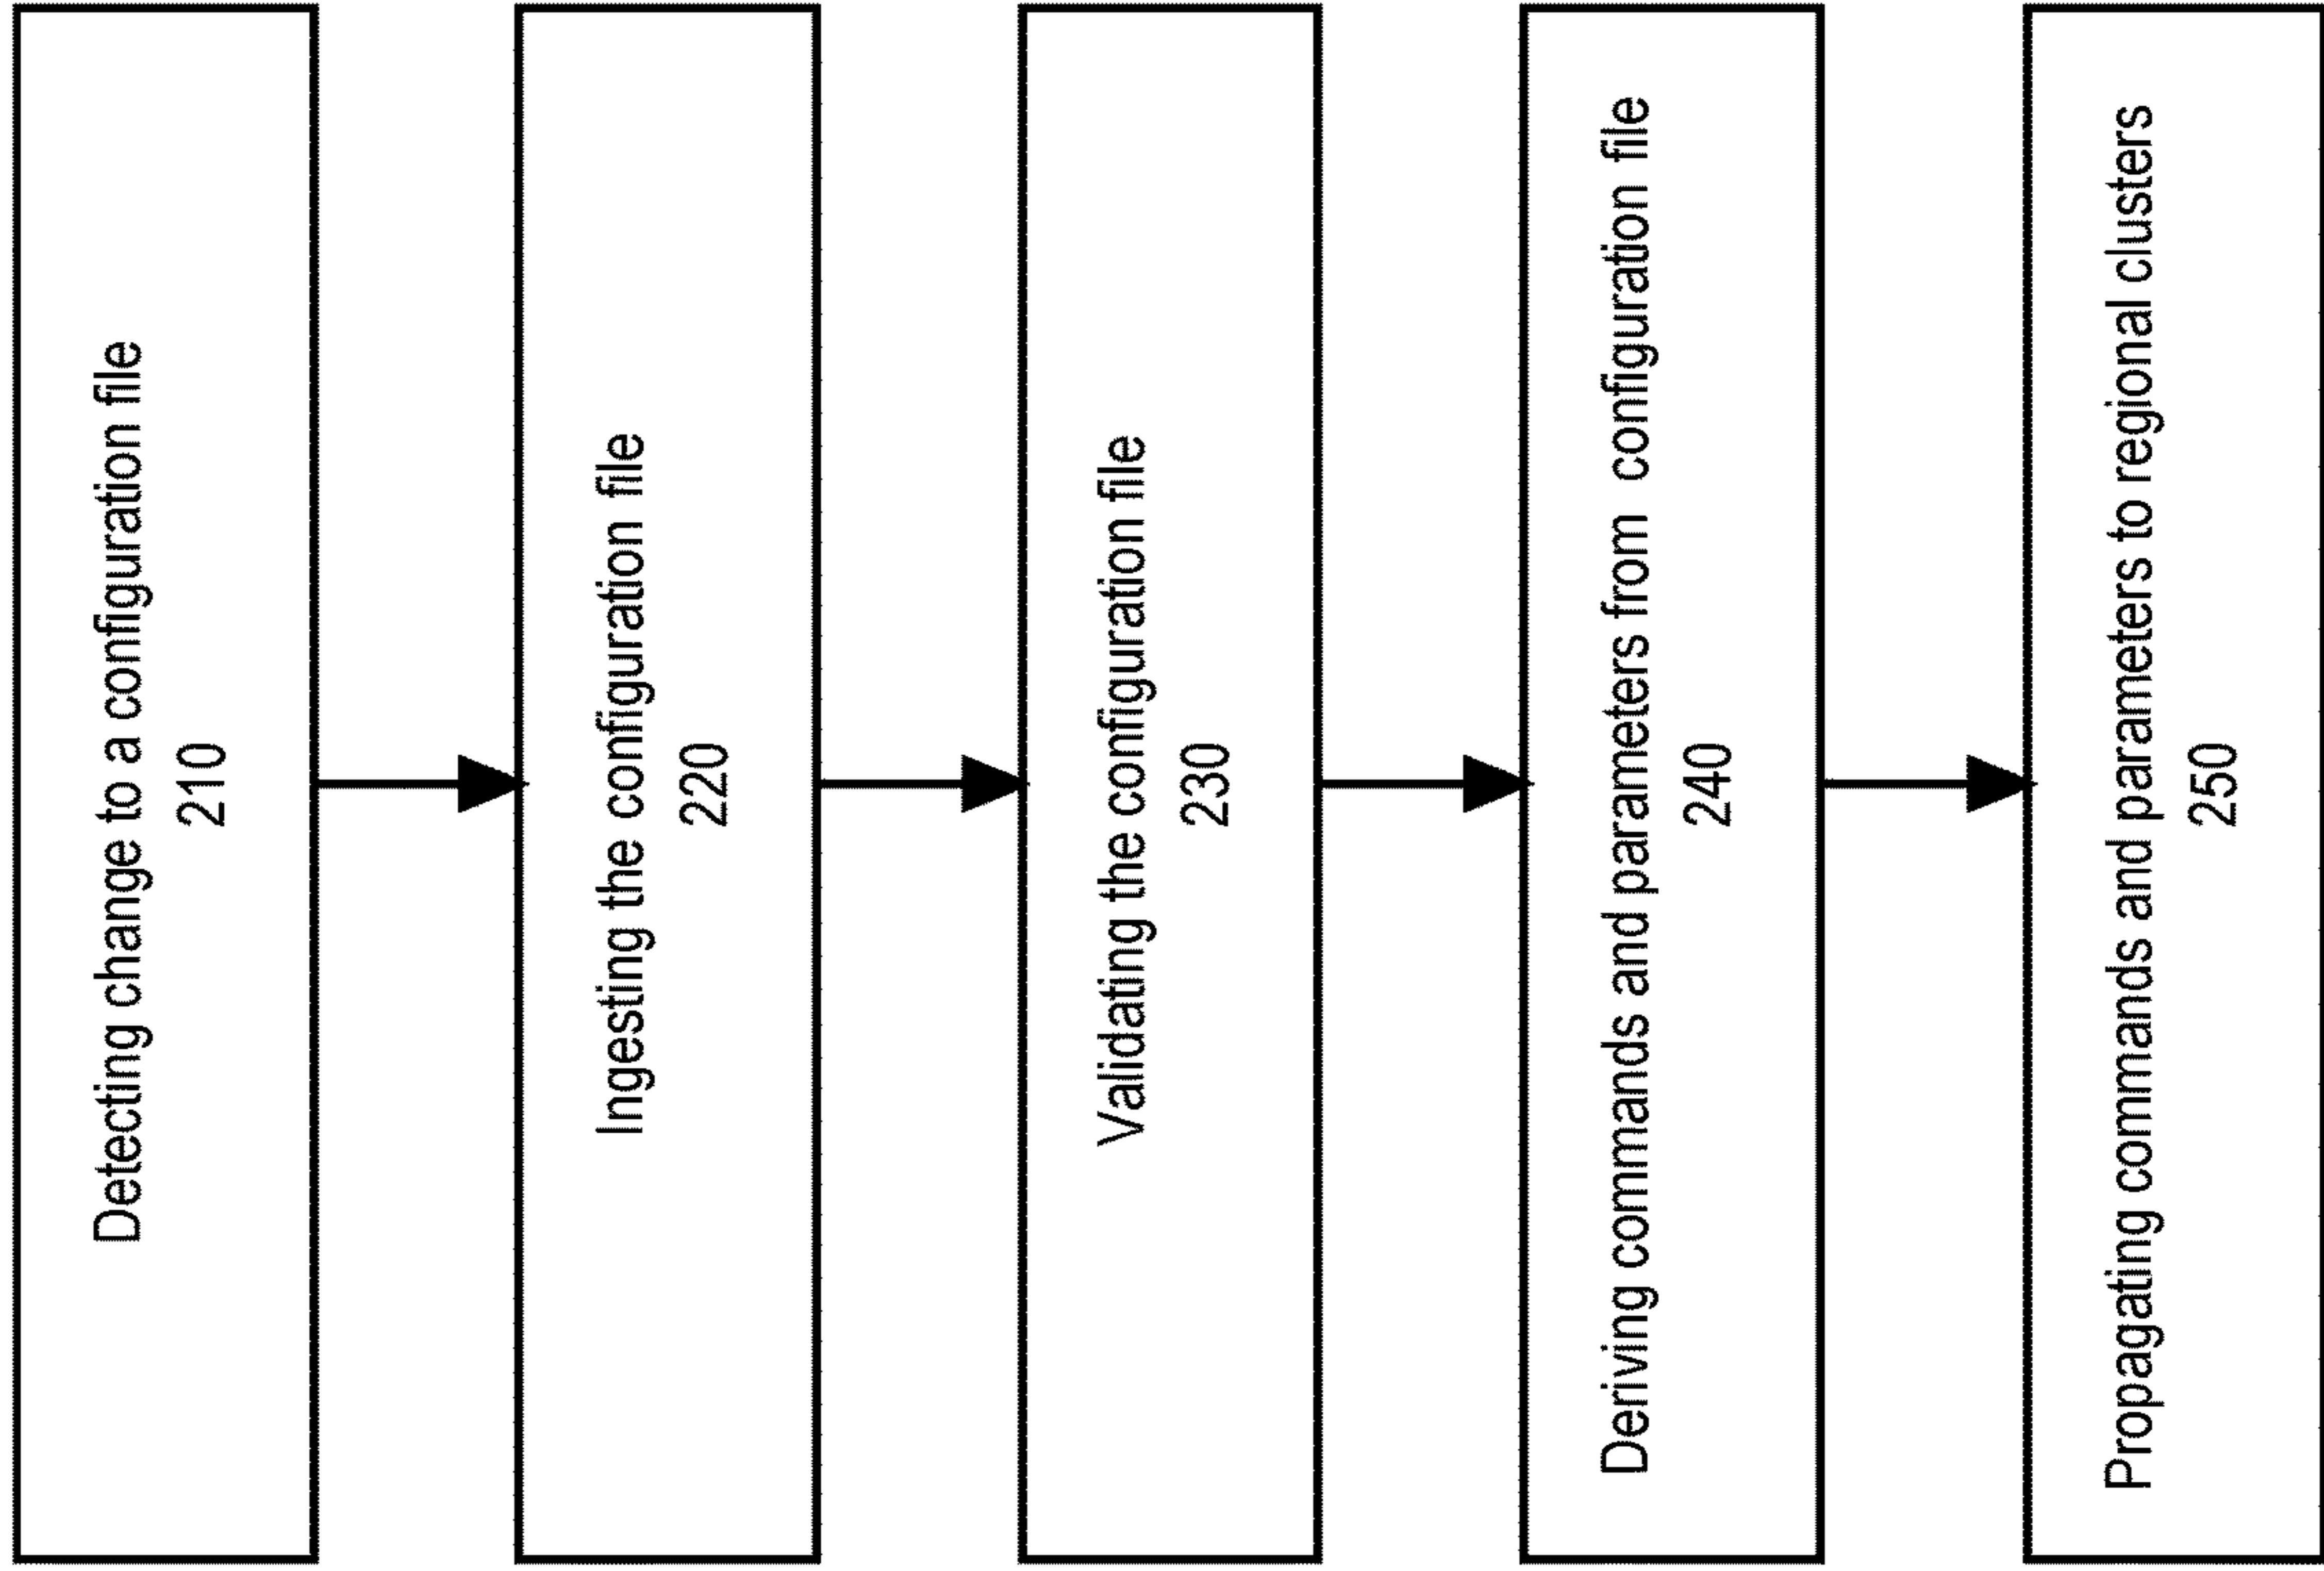 Detecting change to a configuration file
210
Ingesting the configuration file
220
Validating the configuration file
230
Deriving commands and parameters from configuration file
240
Propagating commands and parameters to regional clusters
250